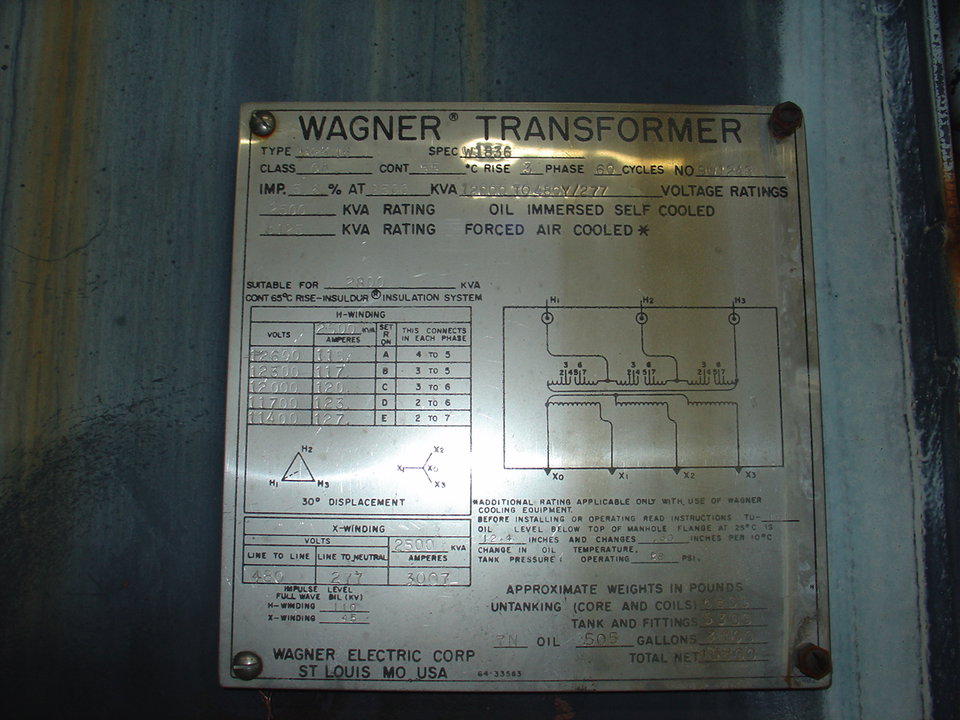 WAGNER® TRANSFORMER
TYPE SPEC W1836
CLASS CONT 55 °C RISE 3 PHASE 60 CYCLES NO
IMP. % AT KVA 12000 TO 480Y/277 VOLTAGE RATINGS
2500 KVA RATING OIL IMMERSED SELF COOLED
3125 KVA RATING FORCED AIR COOLED *
SUITABLE FOR 2800 KVA
CONT 65°C RISE-INSULDUR® INSULATION SYSTEM
H-WINDING
VOLTS 2500 KVA AMPERES SET R ON THIS CONNECTS IN EACH PHASE
12600 115. A 4 TO 5
12300 117. B 3 TO 5
12000 120. C 3 TO 6
11700 123. D 2 TO 6
11400 127. E 2 TO 7
H2
H1 H3
X2
X1 X0
X3
30° DISPLACEMENT
X-WINDING
VOLTS 2500 KVA
LINE TO LINE LINE TO NEUTRAL AMPERES
480 277 3007.
IMPULSE LEVEL
FULL WAVE BIL (KV)
H-WINDING 110
X-WINDING 45
H1 H2 H3
3 6 3 6 3 6
2 4 5 7 2 4 5 7 2 4 5 7
X0 X1 X2 X3
*ADDITIONAL RATING APPLICABLE ONLY WITH USE OF WAGNER
COOLING EQUIPMENT.
BEFORE INSTALLING OR OPERATING READ INSTRUCTIONS TU-
OIL LEVEL BELOW TOP OF MANHOLE FLANGE AT 25°C IS
12.4 INCHES AND CHANGES INCHES PER 10°C
CHANGE IN OIL TEMPERATURE.
TANK PRESSURE: OPERATING PSI.
APPROXIMATE WEIGHTS IN POUNDS
UNTANKING (CORE AND COILS)
TANK AND FITTINGS
7N OIL 505 GALLONS
TOTAL NET
WAGNER ELECTRIC CORP
ST LOUIS MO. USA 64-33563